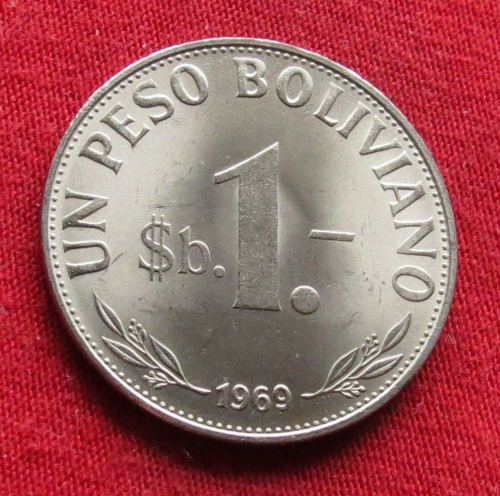 UN PESO BOLIVIANO
$b. 1.-
1969